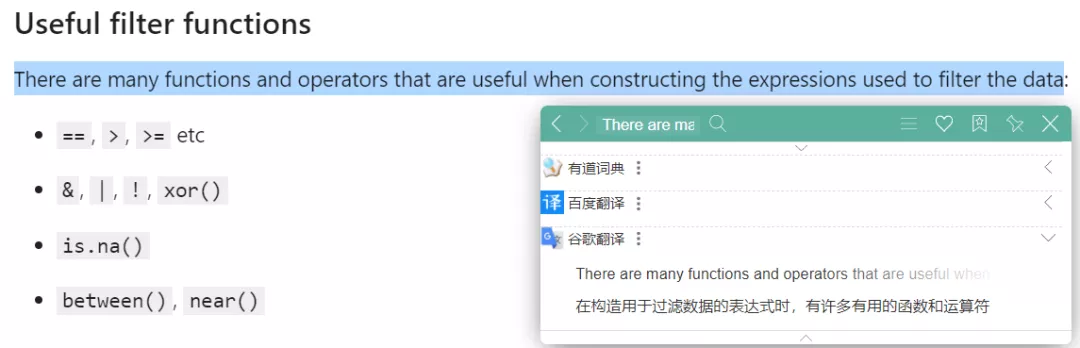 Useful filter functions
There are many functions and operators that are useful when constructing the expressions used to filter the data:
• ==, >, >= etc
• &, |, !, xor()
• is.na()
• between(), near()
There are ma
有道词典
译 百度翻译
谷歌翻译
There are many functions and operators that are useful when
在构造用于过滤数据的表达式时，有许多有用的函数和运算符